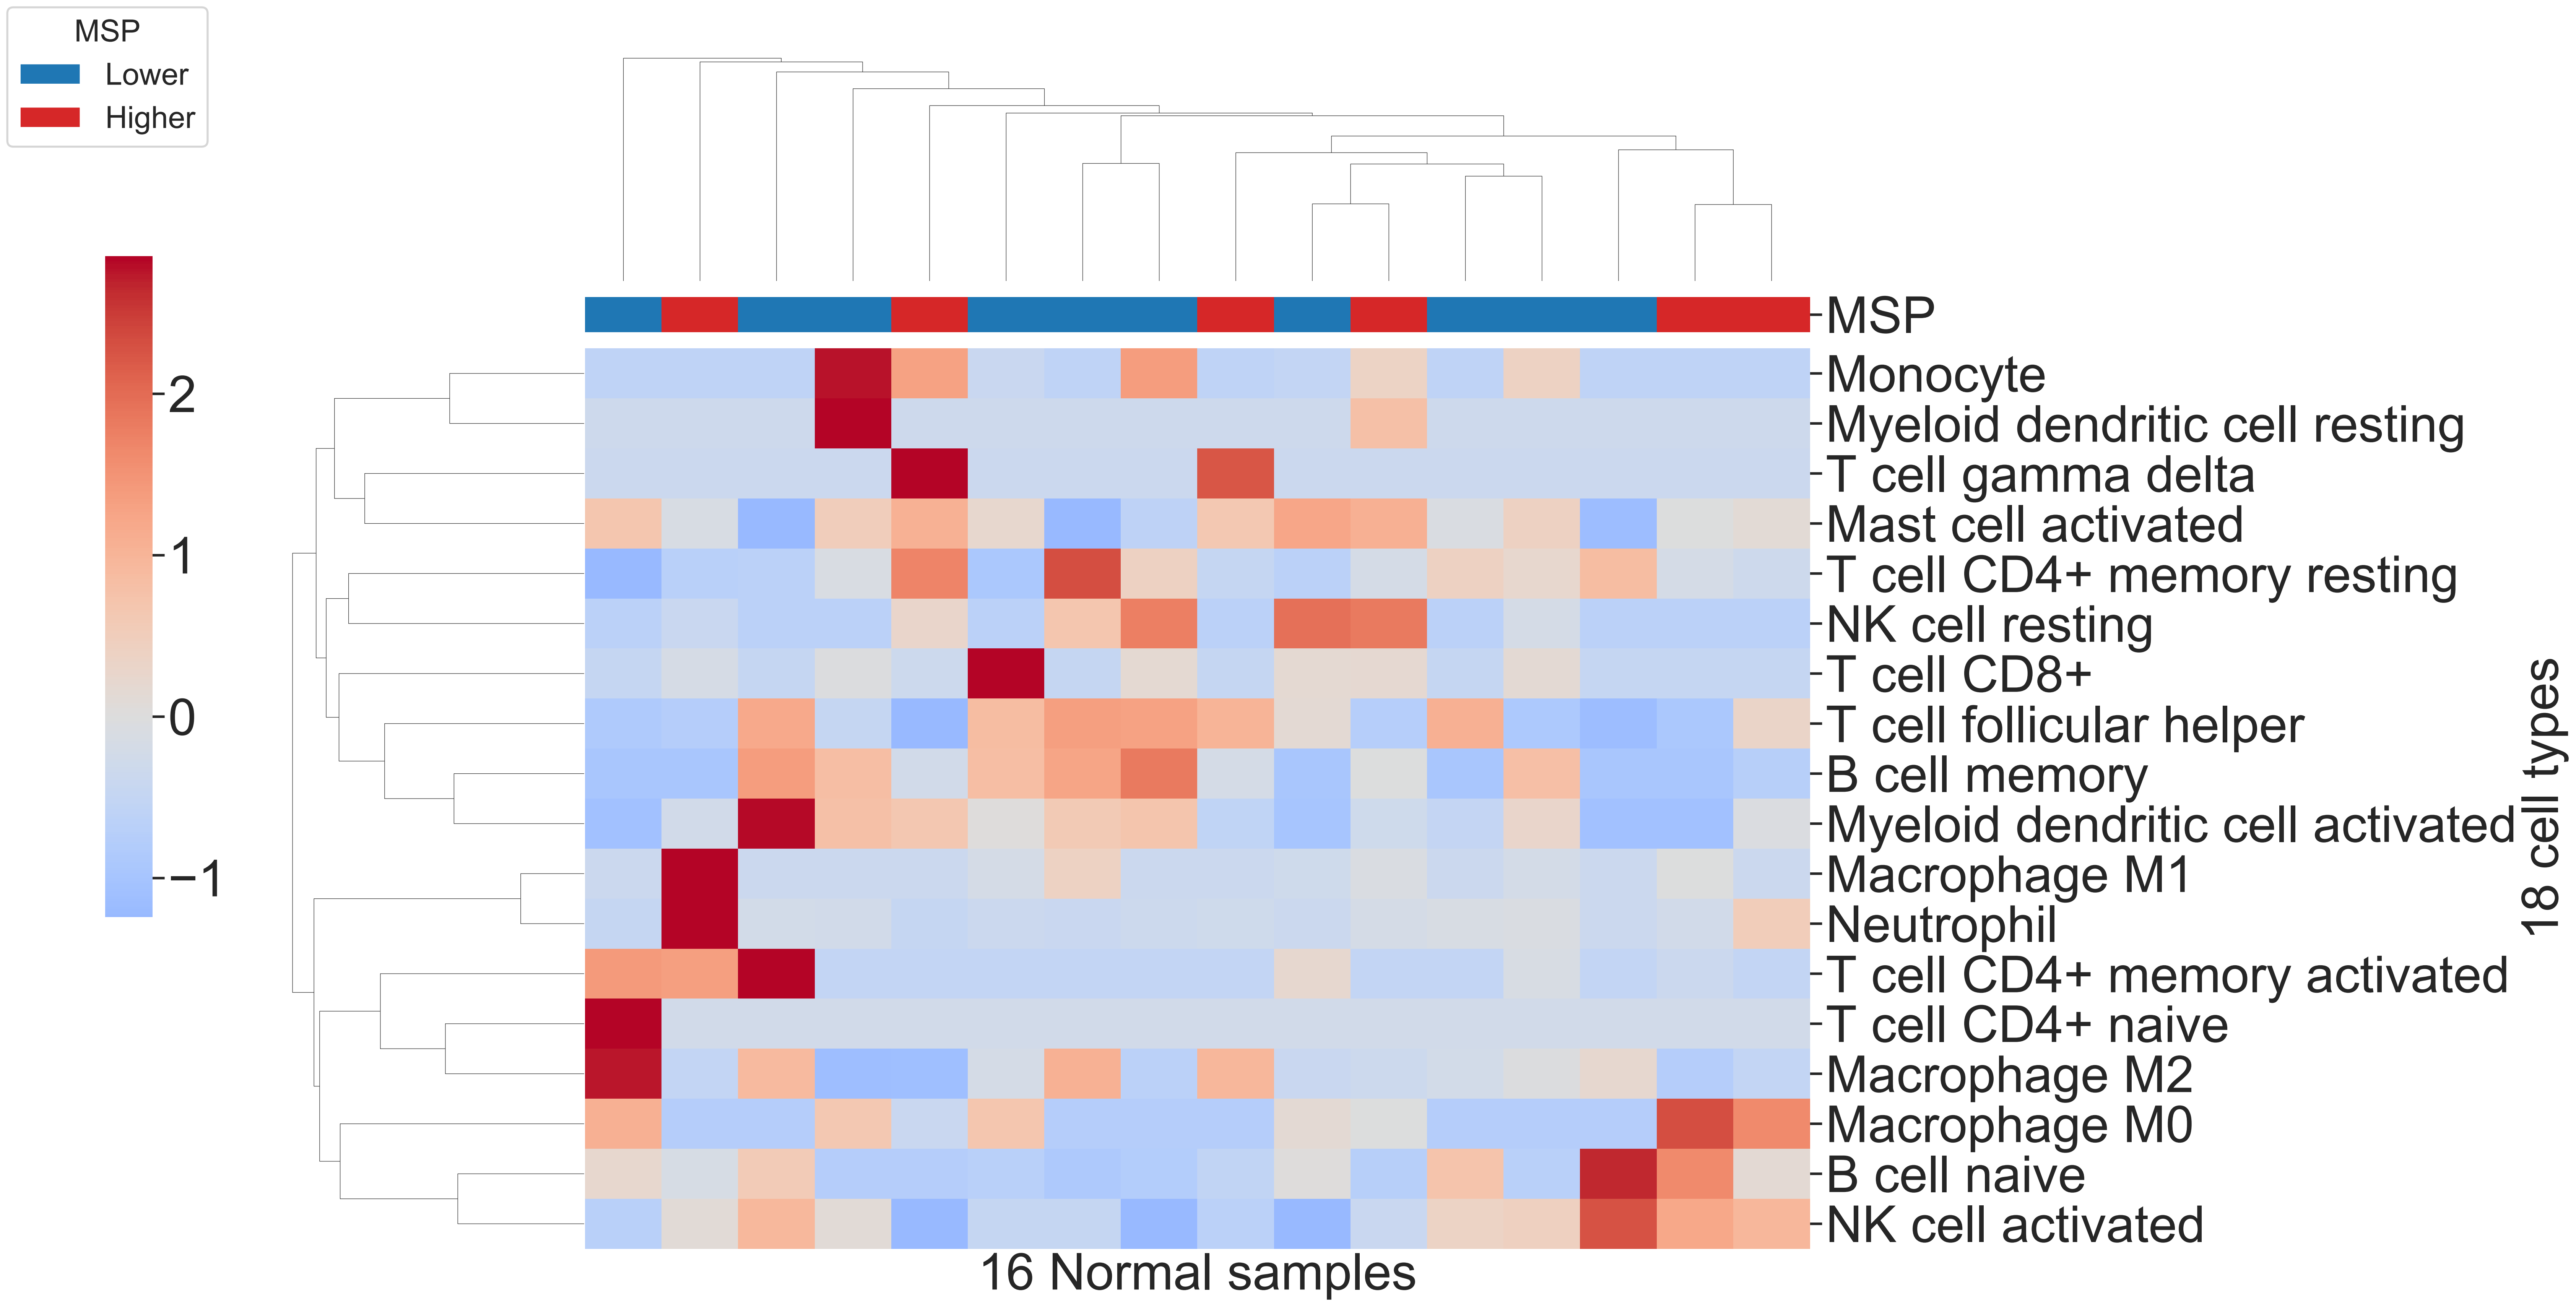 MSP
Lower
Higher
2
1
0
−1
MSP
Monocyte
Myeloid dendritic cell resting
T cell gamma delta
Mast cell activated
T cell CD4+ memory resting
NK cell resting
T cell CD8+
T cell follicular helper
B cell memory
Myeloid dendritic cell activated
Macrophage M1
Neutrophil
T cell CD4+ memory activated
T cell CD4+ naive
Macrophage M2
Macrophage M0
B cell naive
NK cell activated
18 cell types
16 Normal samples